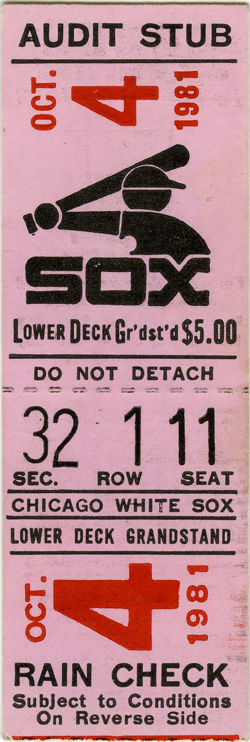 AUDIT STUB
OCT. 4 1981
SOX
LOWER DECK Gr'dst'd $5.00
DO NOT DETACH
32 1 11
SEC. ROW SEAT
CHICAGO WHITE SOX
LOWER DECK GRANDSTAND
OCT. 4 1981
RAIN CHECK
Subject to Conditions
On Reverse Side